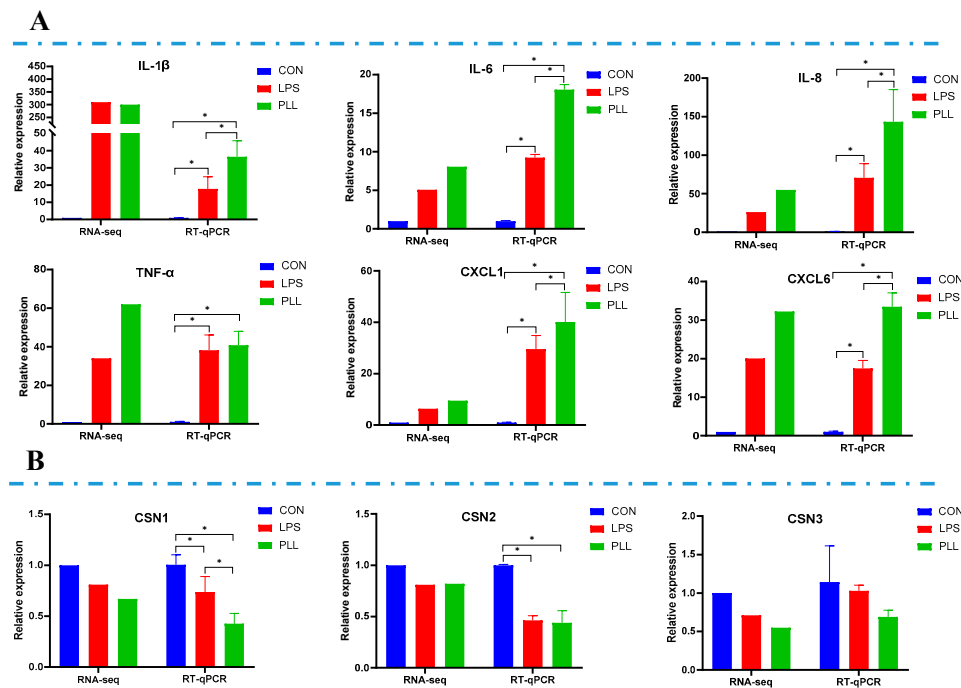 A
IL-1β
CON
LPS
PLL
Relative expression
450
400
350
300
250
200
50
40
30
20
10
0
*
*
*
RNA-seq
RT-qPCR
IL-6
CON
LPS
PLL
Relative expression
20
15
10
5
0
*
*
*
RNA-seq
RT-qPCR
IL-8
CON
LPS
PLL
Relative expression
200
150
100
50
0
*
*
*
RNA-seq
RT-qPCR
TNF-α
CON
LPS
PLL
Relative expression
80
60
40
20
0
*
*
RNA-seq
RT-qPCR
CXCL1
CON
LPS
PLL
Relative expression
60
40
20
0
*
*
*
RNA-seq
RT-qPCR
CXCL6
CON
LPS
PLL
Relative expression
40
30
20
10
0
*
*
*
RNA-seq
RT-qPCR
B
CSN1
CON
LPS
PLL
Relative expression
1.5
1.0
0.5
0.0
*
*
*
RNA-seq
RT-qPCR
CSN2
CON
LPS
PLL
Relative expression
1.5
1.0
0.5
0.0
*
*
RNA-seq
RT-qPCR
CSN3
CON
LPS
PLL
Relative expression
2.0
1.5
1.0
0.5
0.0
RNA-seq
RT-qPCR